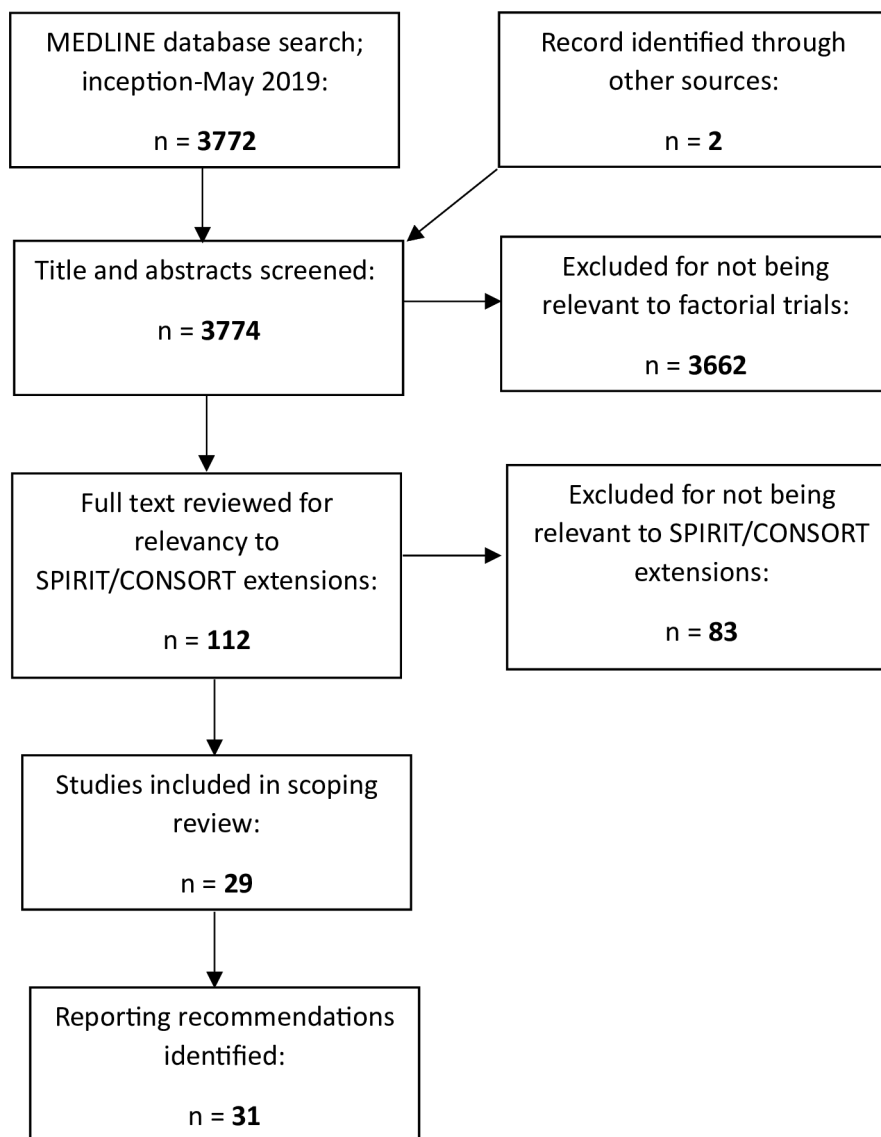 MEDLINE database search;
inception-May 2019:
n = 3772
Record identified through
other sources:
n = 2
Title and abstracts screened:
n = 3774
Excluded for not being
relevant to factorial trials:
n = 3662
Full text reviewed for
relevancy to
SPIRIT/CONSORT extensions:
n = 112
Excluded for not being
relevant to SPIRIT/CONSORT
extensions:
n = 83
Studies included in scoping
review:
n = 29
Reporting recommendations
identified:
n = 31